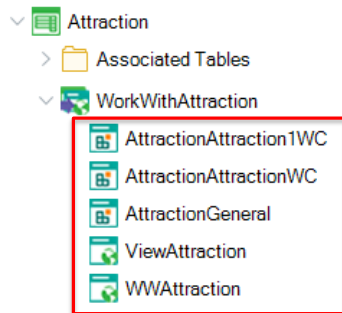 Attraction
Associated Tables
WorkWithAttraction
AttractionAttraction1WC
AttractionAttractionWC
AttractionGeneral
ViewAttraction
WWAttraction